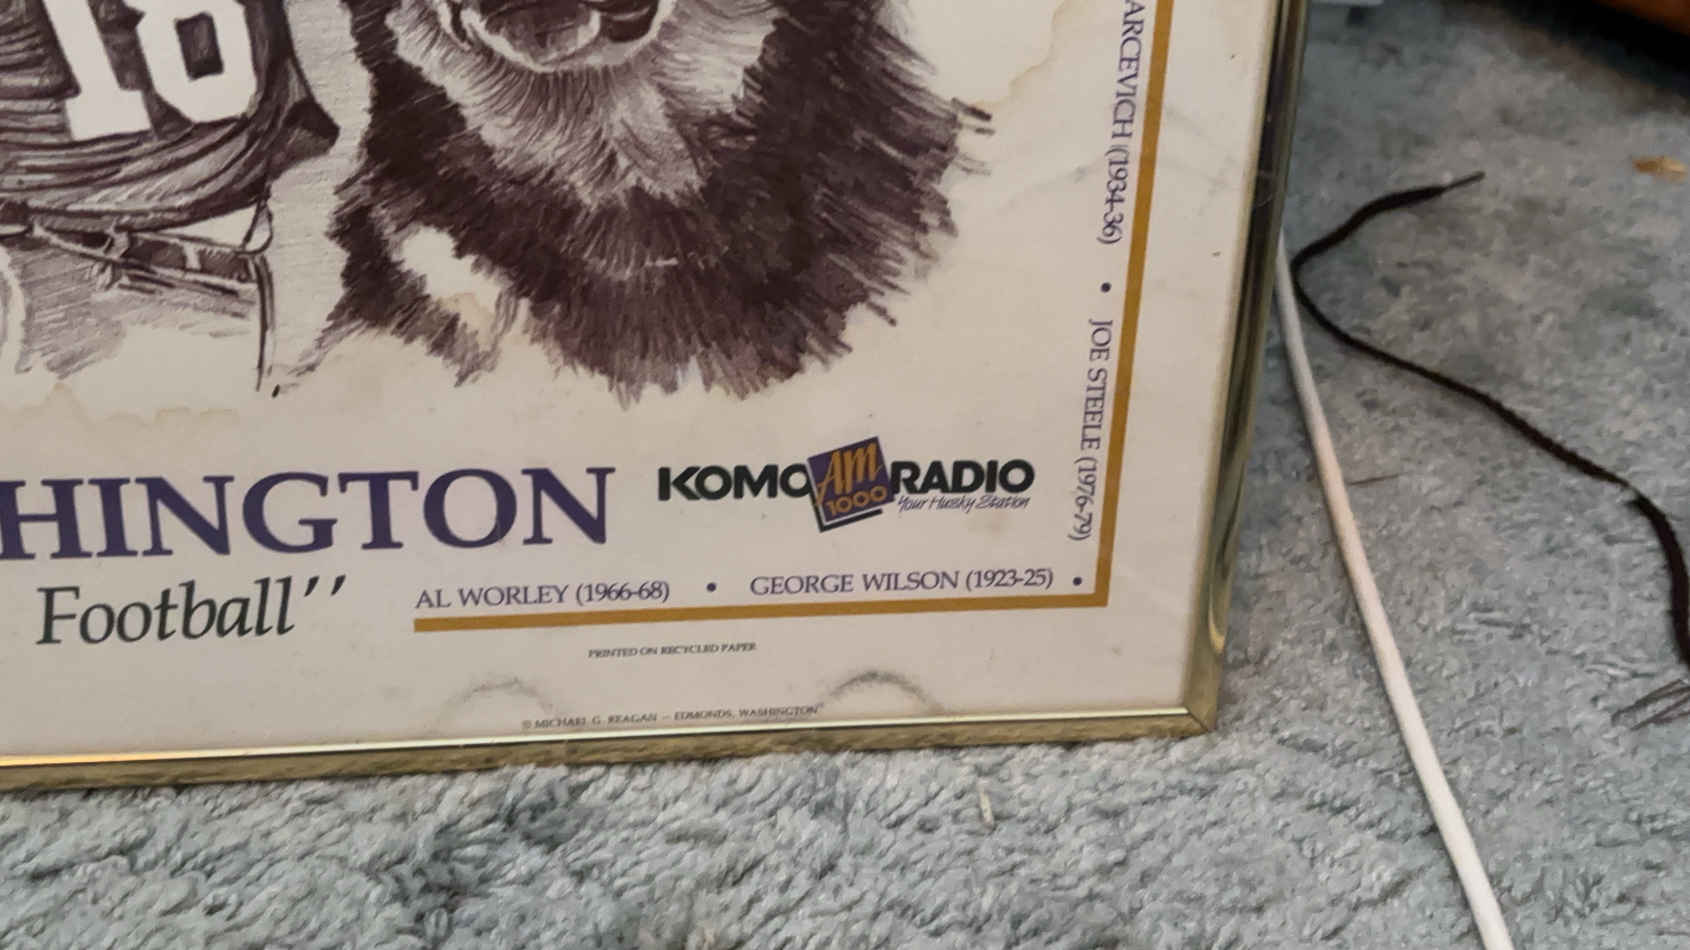 18
ARCEVICH (1934-36) • JOE STEELE (1976-79)
HINGTON
KOMO AM 1000 RADIO
Your Husky Station
Football”
AL WORLEY (1966-68) • GEORGE WILSON (1923-25) •
PRINTED ON RECYCLED PAPER
© MICHAEL G. REAGAN — EDMONDS, WASHINGTON